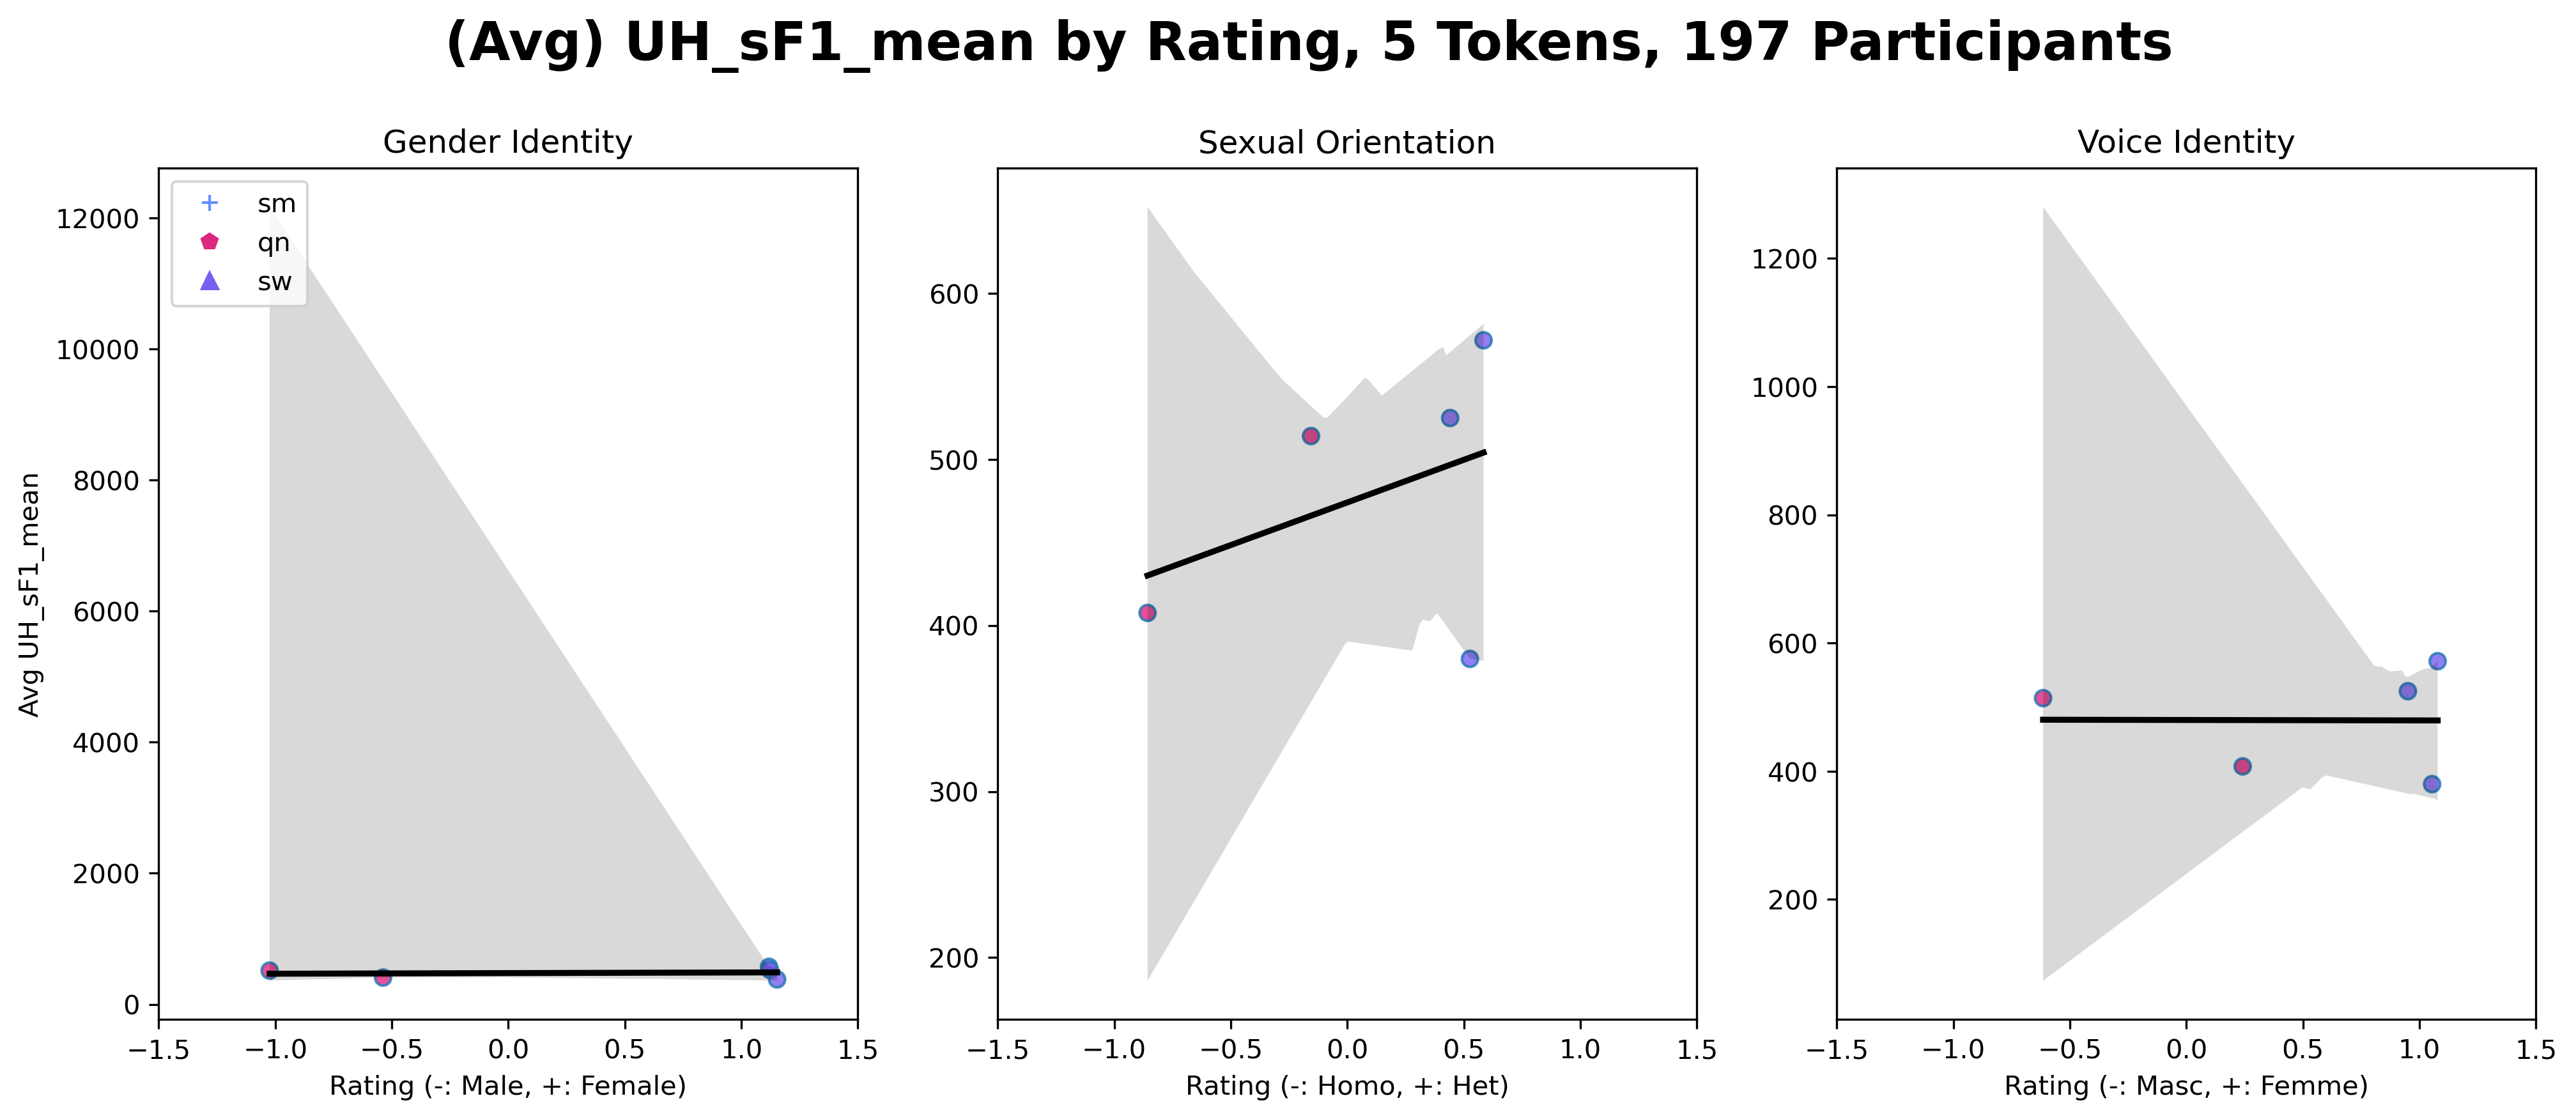 (Avg) UH_sF1_mean by Rating, 5 Tokens, 197 Participants
Gender Identity
sm
qn
sw
12000
10000
8000
6000
4000
2000
0
Avg UH_sF1_mean
−1.5 −1.0 −0.5 0.0 0.5 1.0 1.5
Rating (-: Male, +: Female)
Sexual Orientation
600
500
400
300
200
−1.5 −1.0 −0.5 0.0 0.5 1.0 1.5
Rating (-: Homo, +: Het)
Voice Identity
1200
1000
800
600
400
200
−1.5 −1.0 −0.5 0.0 0.5 1.0 1.5
Rating (-: Masc, +: Femme)